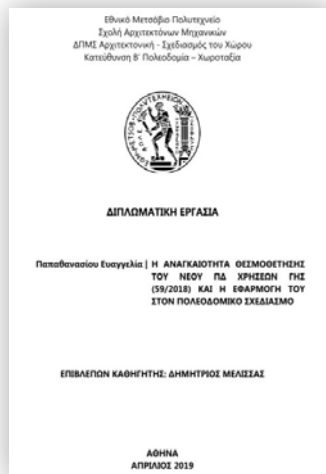 Εθνικό Μετσόβιο Πολυτεχνείο
Σχολή Αρχιτεκτόνων Μηχανικών
ΔΠΜΣ Αρχιτεκτονική - Σχεδιασμός του Χώρου
Κατεύθυνση Β' Πολεοδομία – Χωροταξία
ΔΙΠΛΩΜΑΤΙΚΗ ΕΡΓΑΣΙΑ
Παπαθανασίου Ευαγγελία | Η ΑΝΑΓΚΑΙΟΤΗΤΑ ΘΕΣΜΟΘΕΤΗΣΗΣ
ΤΟΥ ΝΕΟΥ ΠΔ ΧΡΗΣΕΩΝ ΓΗΣ
(59/2018) ΚΑΙ Η ΕΦΑΡΜΟΓΗ ΤΟΥ
ΣΤΟΝ ΠΟΛΕΟΔΟΜΙΚΟ ΣΧΕΔΙΑΣΜΟ
ΕΠΙΒΛΕΠΩΝ ΚΑΘΗΓΗΤΗΣ: ΔΗΜΗΤΡΙΟΣ ΜΕΛΙΣΣΑΣ
ΑΘΗΝΑ
ΑΠΡΙΛΙΟΣ 2019